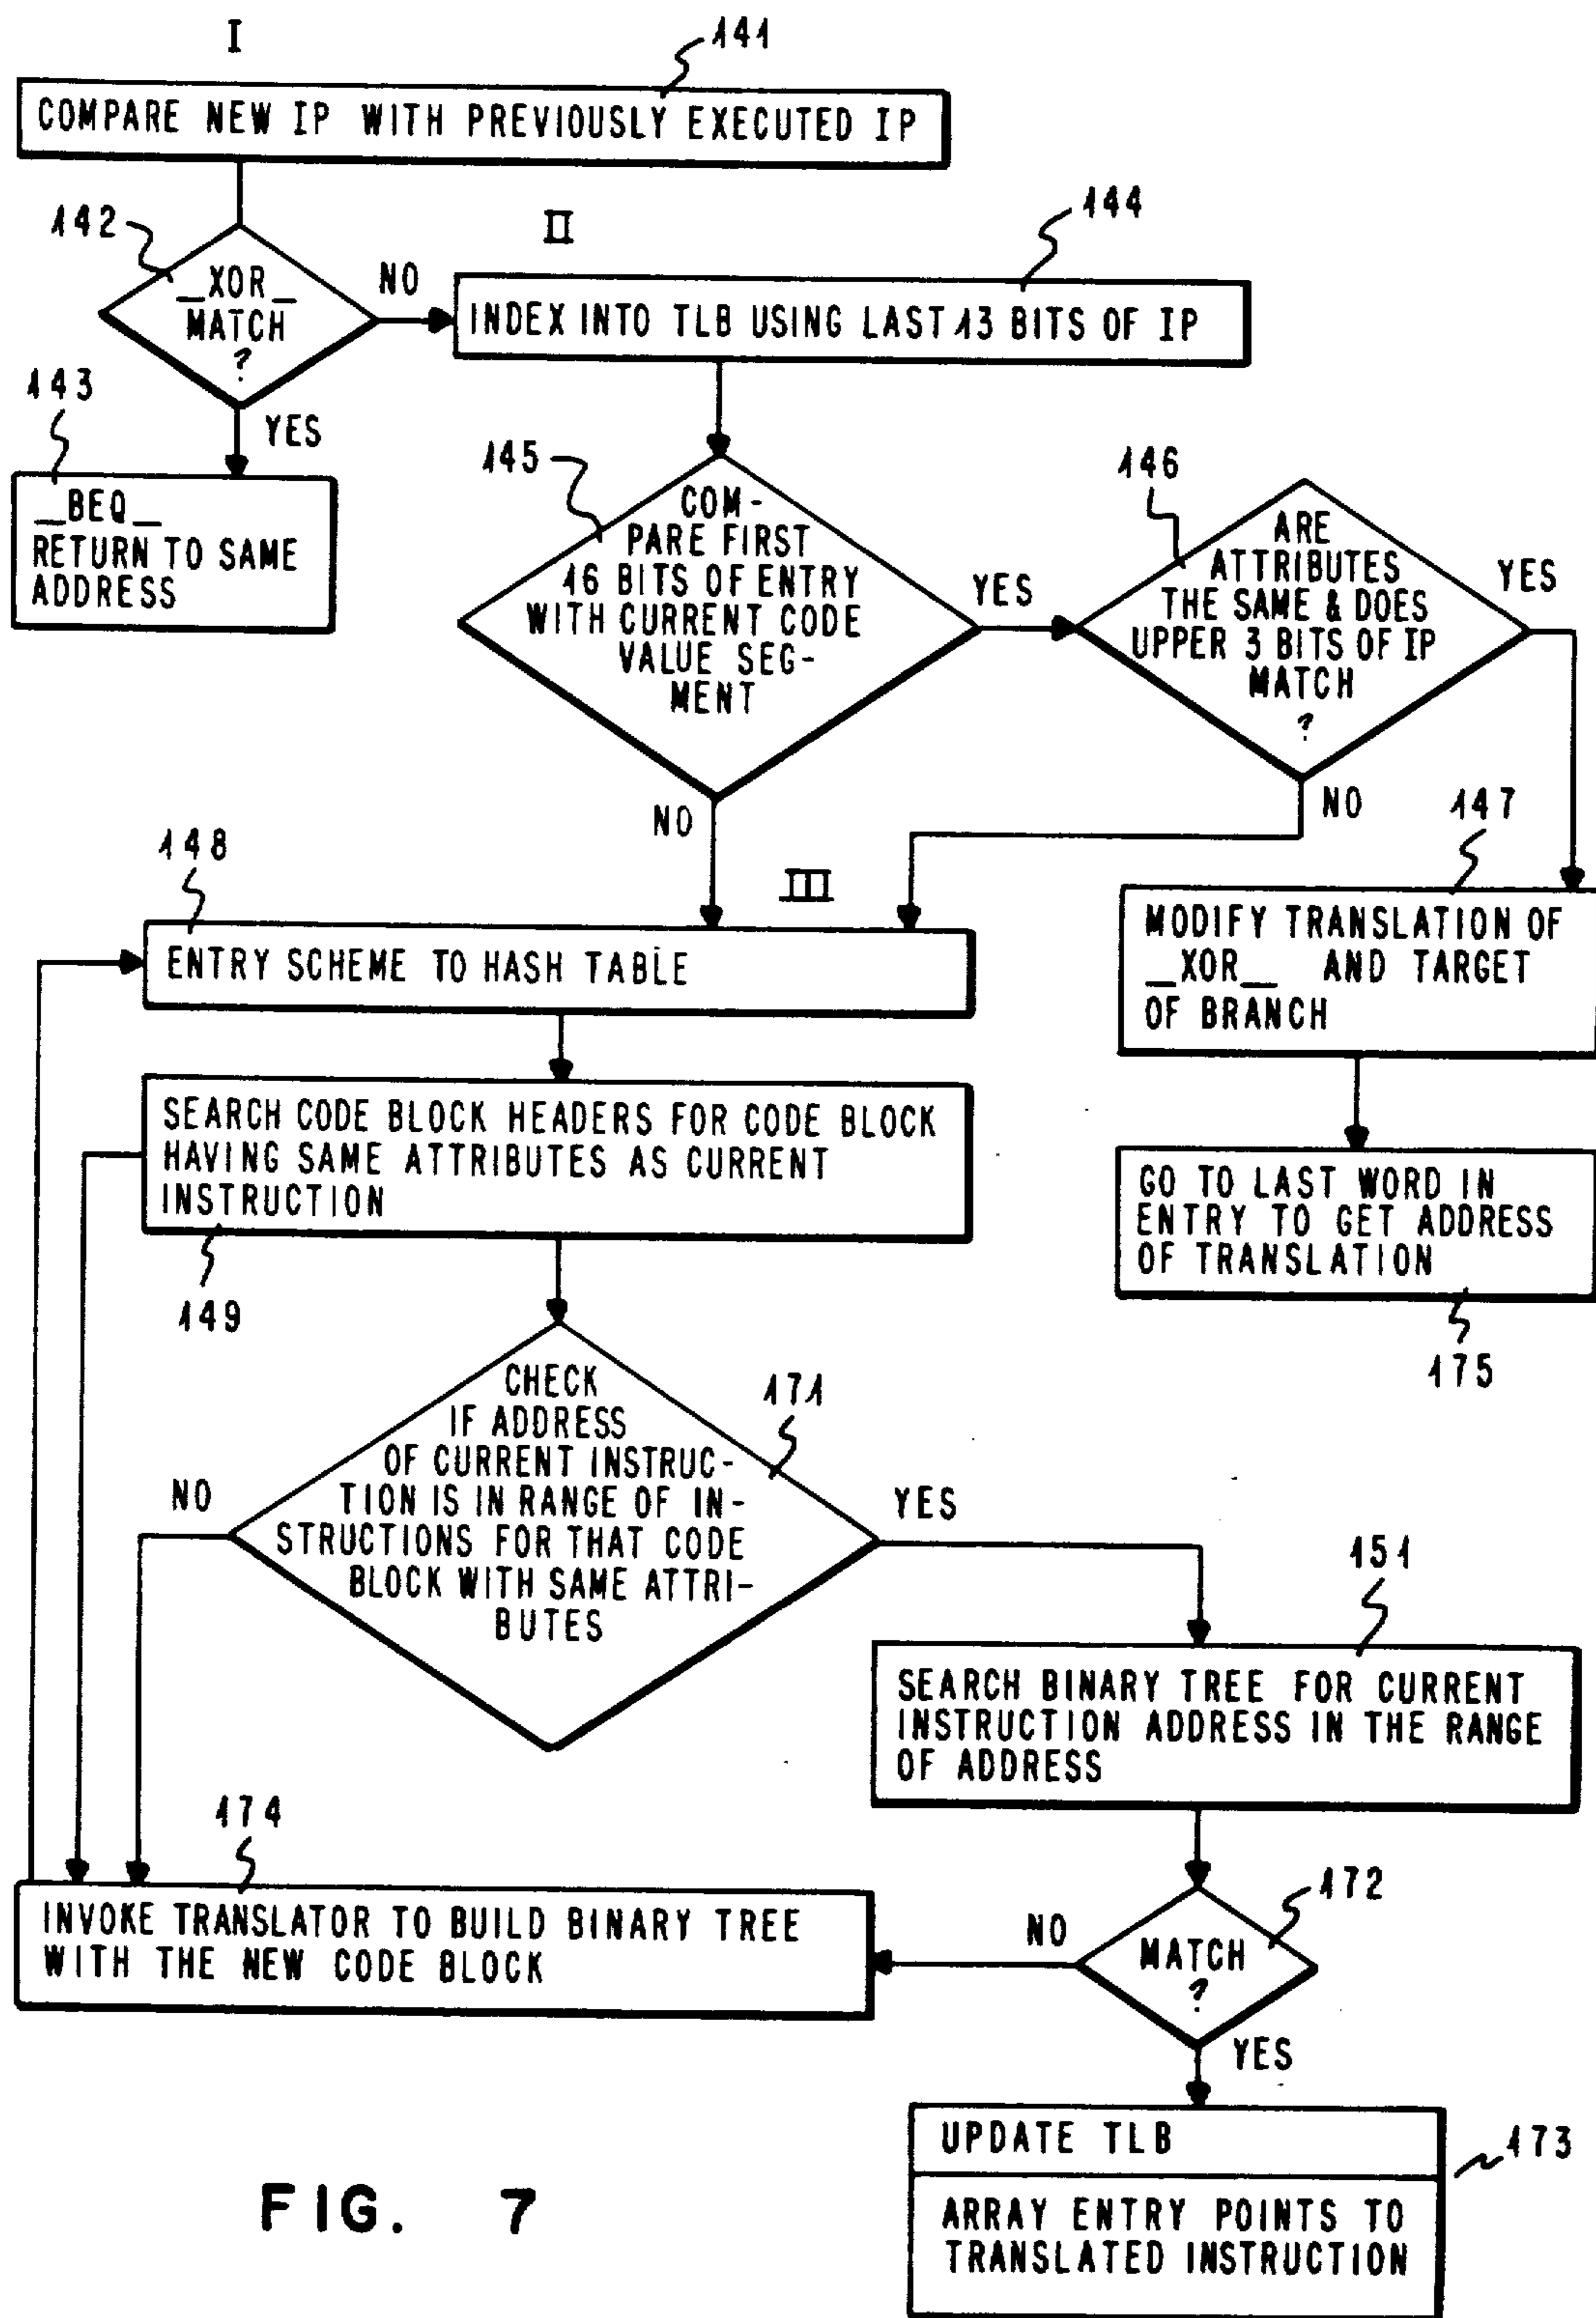 I
141
COMPARE NEW IP WITH PREVIOUSLY EXECUTED IP
142
_XOR_
MATCH
?
NO
YES
143
__BEQ__
RETURN TO SAME
ADDRESS
II
144
INDEX INTO TLB USING LAST 13 BITS OF IP
145
COM-
PARE FIRST
16 BITS OF ENTRY
WITH CURRENT CODE
VALUE SEG-
MENT
YES
NO
146
ARE
ATTRIBUTES
THE SAME & DOES
UPPER 3 BITS OF IP
MATCH
?
YES
NO
147
MODIFY TRANSLATION OF
__XOR__ AND TARGET
OF BRANCH
GO TO LAST WORD IN
ENTRY TO GET ADDRESS
OF TRANSLATION
175
III
148
ENTRY SCHEME TO HASH TABLE
SEARCH CODE BLOCK HEADERS FOR CODE BLOCK
HAVING SAME ATTRIBUTES AS CURRENT
INSTRUCTION
149
171
CHECK
IF ADDRESS
OF CURRENT INSTRUC-
TION IS IN RANGE OF IN-
STRUCTIONS FOR THAT CODE
BLOCK WITH SAME ATTRI-
BUTES
NO
YES
151
SEARCH BINARY TREE FOR CURRENT
INSTRUCTION ADDRESS IN THE RANGE
OF ADDRESS
174
INVOKE TRANSLATOR TO BUILD BINARY TREE
WITH THE NEW CODE BLOCK
172
MATCH
?
NO
YES
173
UPDATE TLB
ARRAY ENTRY POINTS TO
TRANSLATED INSTRUCTION
FIG. 7